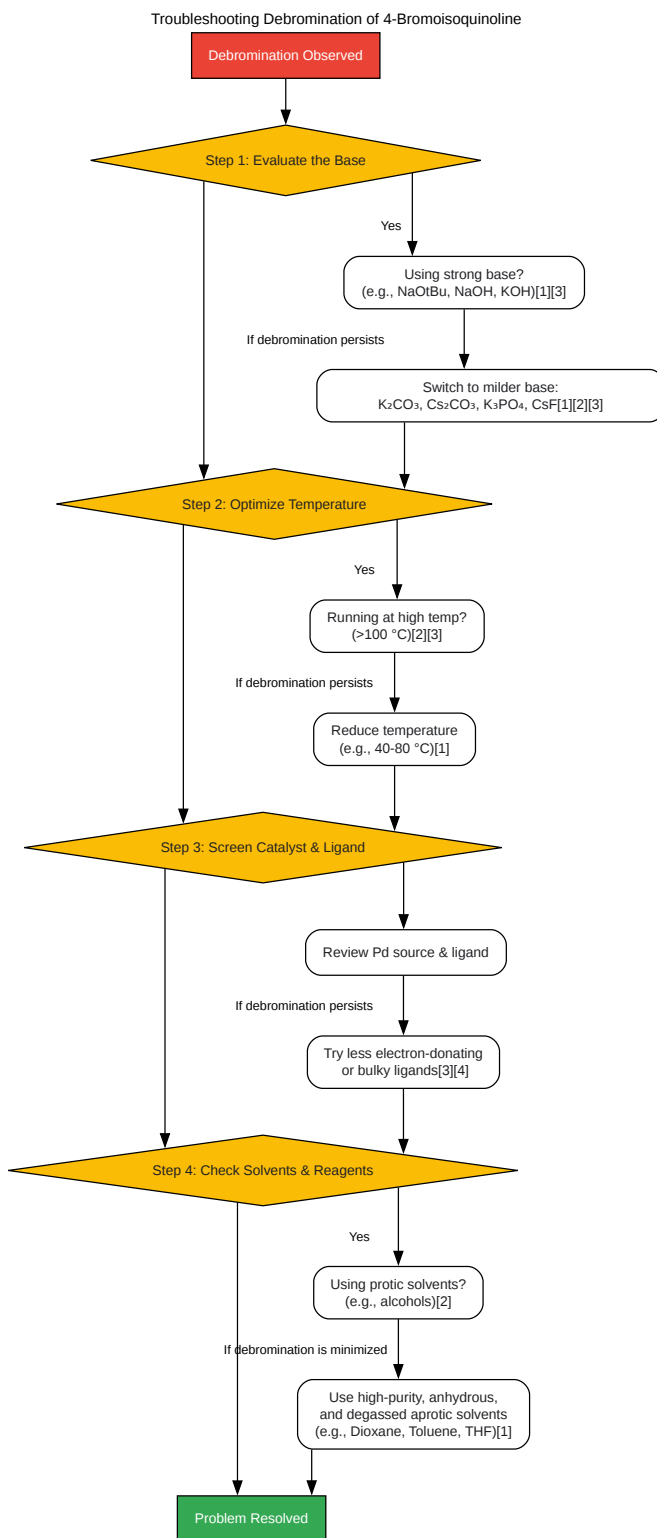 Troubleshooting Debromination of 4-Bromoisoquinoline
Debromination Observed
Step 1: Evaluate the Base
Yes
Using strong base?
(e.g., NaOtBu, NaOH, KOH)[1][3]
If debromination persists
Switch to milder base:
K₂CO₃, Cs₂CO₃, K₃PO₄, CsF[1][2][3]
Step 2: Optimize Temperature
Yes
Running at high temp?
(>100 °C)[2][3]
If debromination persists
Reduce temperature
(e.g., 40-80 °C)[1]
Step 3: Screen Catalyst & Ligand
Review Pd source & ligand
If debromination persists
Try less electron-donating
or bulky ligands[3][4]
Step 4: Check Solvents & Reagents
Yes
Using protic solvents?
(e.g., alcohols)[2]
If debromination is minimized
Use high-purity, anhydrous,
and degassed aprotic solvents
(e.g., Dioxane, Toluene, THF)[1]
Problem Resolved